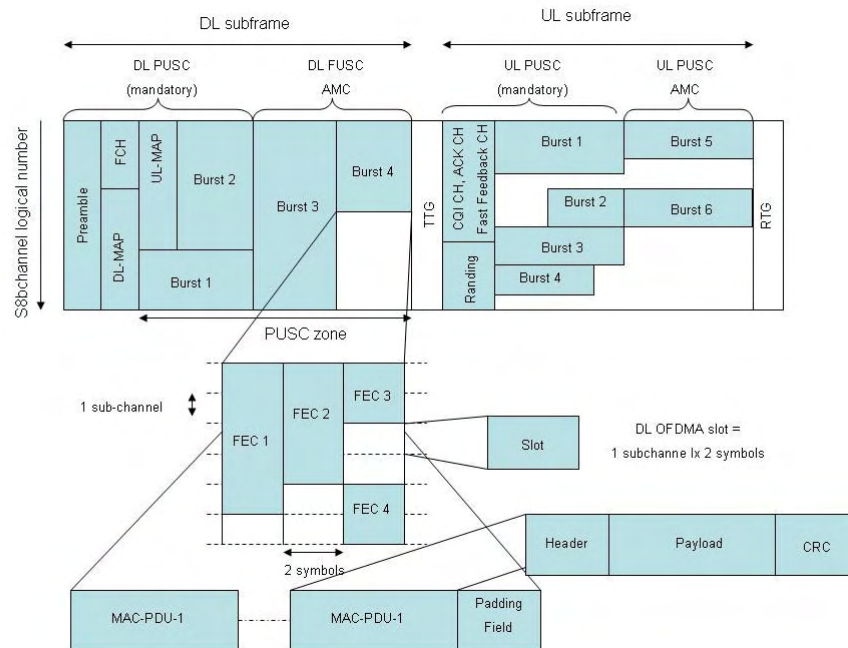 DL subframe
UL subframe
DL PUSC
(mandatory)
DL FUSC
AMC
UL PUSC
(mandatory)
UL PUSC
AMC
S8bchannel logical number
Preamble
FCH
DL-MAP
UL-MAP
Burst 2
Burst 1
Burst 3
Burst 4
TTG
CQI CH, ACK CH
Fast Feedback CH
Randing
Burst 1
Burst 2
Burst 3
Burst 4
Burst 5
Burst 6
RTG
PUSC zone
1 sub-channel
FEC 1
FEC 2
FEC 3
FEC 4
2 symbols
Slot
DL OFDMA slot =
1 subchanne lx 2 symbols
Header
Payload
CRC
MAC-PDU-1
MAC-PDU-1
Padding
Field